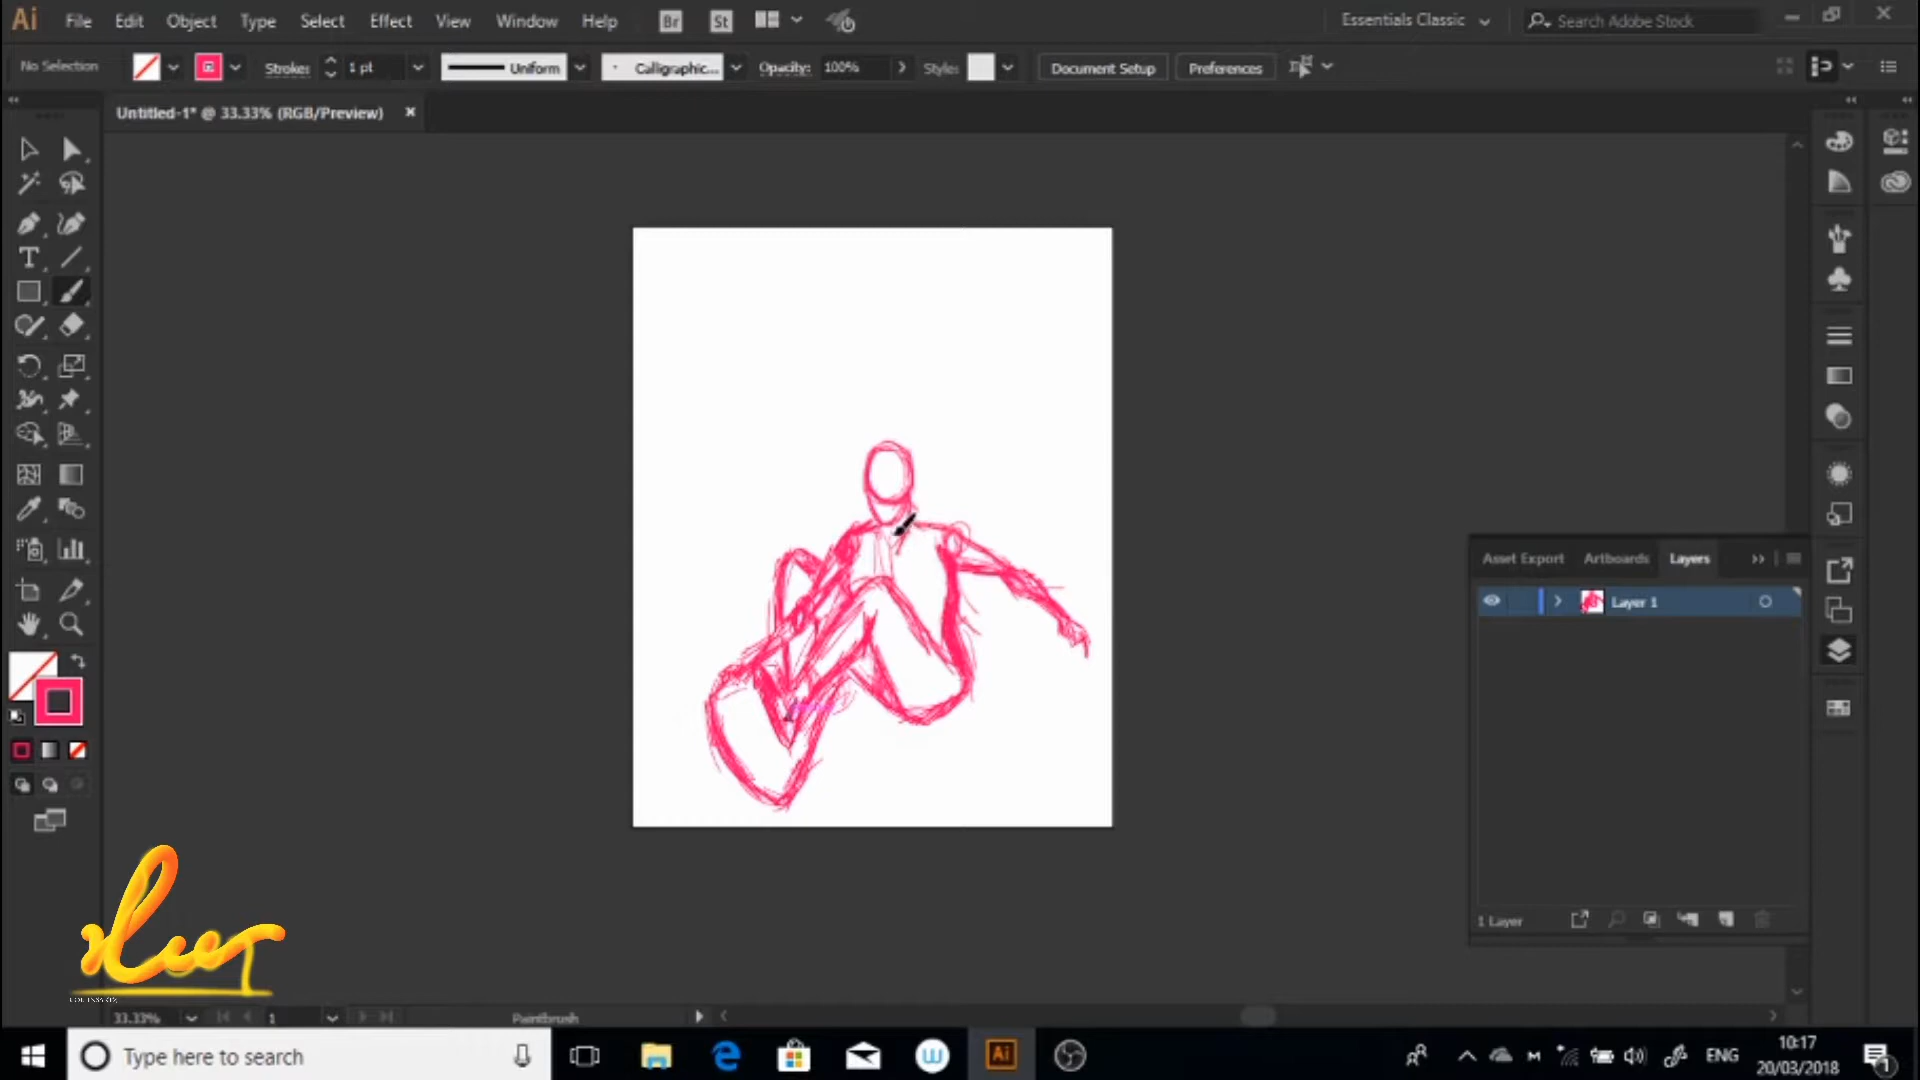 Ai File Edit Object Type Select Effect View Window Help Br St Essentials Classic Search Adobe Stock
No Selection Stroke: 1 pt Uniform Calligraphic... Opacity: 100% Style: Document Setup Preferences
Untitled-1* @ 33.33% (RGB/Preview)
Asset Export Artboards Layers
Layer 1
1 Layer
33.33% 1 Paintbrush
Type here to search
Ai
ENG
10:17
20/03/2018
1